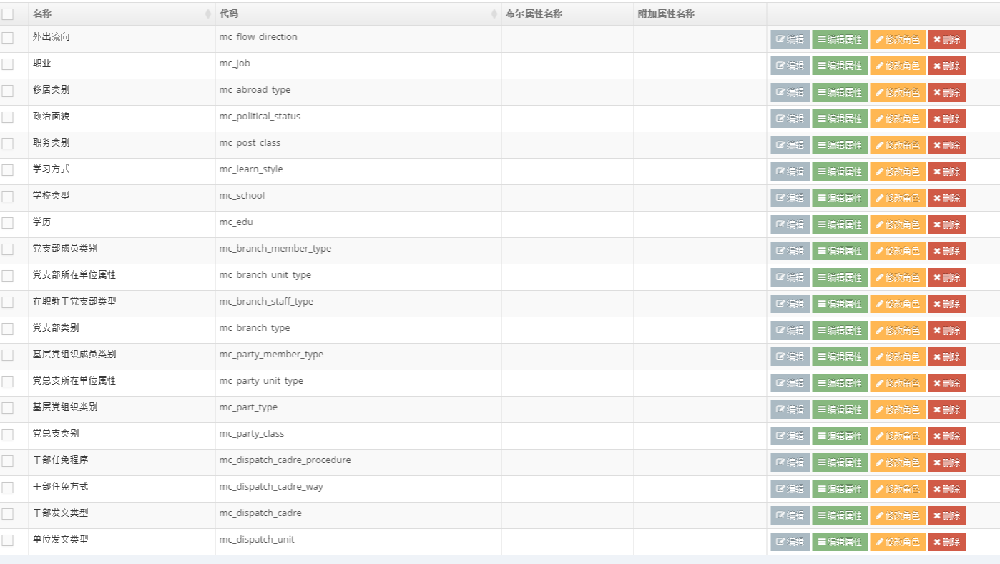 名称 代码 布尔属性名称 附加属性名称
外出流向 mc_flow_direction 编辑 编辑属性 修改角色 删除
职业 mc_job 编辑 编辑属性 修改角色 删除
移居类别 mc_abroad_type 编辑 编辑属性 修改角色 删除
政治面貌 mc_political_status 编辑 编辑属性 修改角色 删除
职务类别 mc_post_class 编辑 编辑属性 修改角色 删除
学习方式 mc_learn_style 编辑 编辑属性 修改角色 删除
学校类型 mc_school 编辑 编辑属性 修改角色 删除
学历 mc_edu 编辑 编辑属性 修改角色 删除
党支部成员类别 mc_branch_member_type 编辑 编辑属性 修改角色 删除
党支部所在单位属性 mc_branch_unit_type 编辑 编辑属性 修改角色 删除
在职教工党支部类型 mc_branch_staff_type 编辑 编辑属性 修改角色 删除
党支部类别 mc_branch_type 编辑 编辑属性 修改角色 删除
基层党组织成员类别 mc_party_member_type 编辑 编辑属性 修改角色 删除
党总支所在单位属性 mc_party_unit_type 编辑 编辑属性 修改角色 删除
基层党组织类别 mc_part_type 编辑 编辑属性 修改角色 删除
党总支类别 mc_party_class 编辑 编辑属性 修改角色 删除
干部任免程序 mc_dispatch_cadre_procedure 编辑 编辑属性 修改角色 删除
干部任免方式 mc_dispatch_cadre_way 编辑 编辑属性 修改角色 删除
干部发文类型 mc_dispatch_cadre 编辑 编辑属性 修改角色 删除
单位发文类型 mc_dispatch_unit 编辑 编辑属性 修改角色 删除